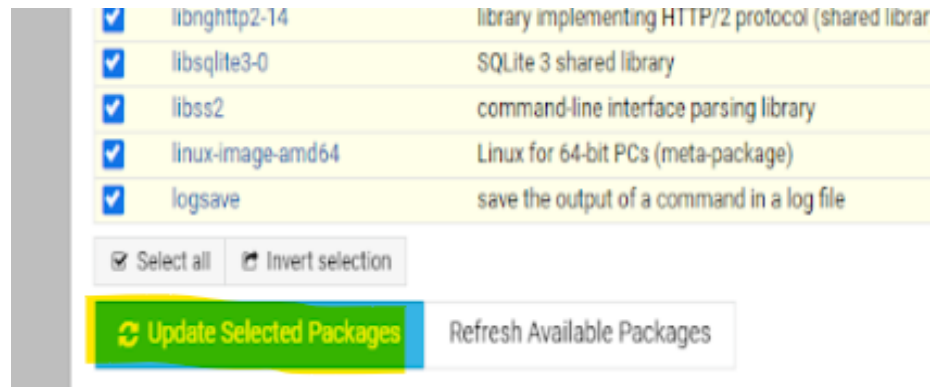 libnghttp2-14 library implementing HTTP/2 protocol (shared librar
libsqlite3-0 SQLite 3 shared library
libss2 command-line interface parsing library
linux-image-amd64 Linux for 64-bit PCs (meta-package)
logsave save the output of a command in a log file
Select all Invert selection
Update Selected Packages Refresh Available Packages